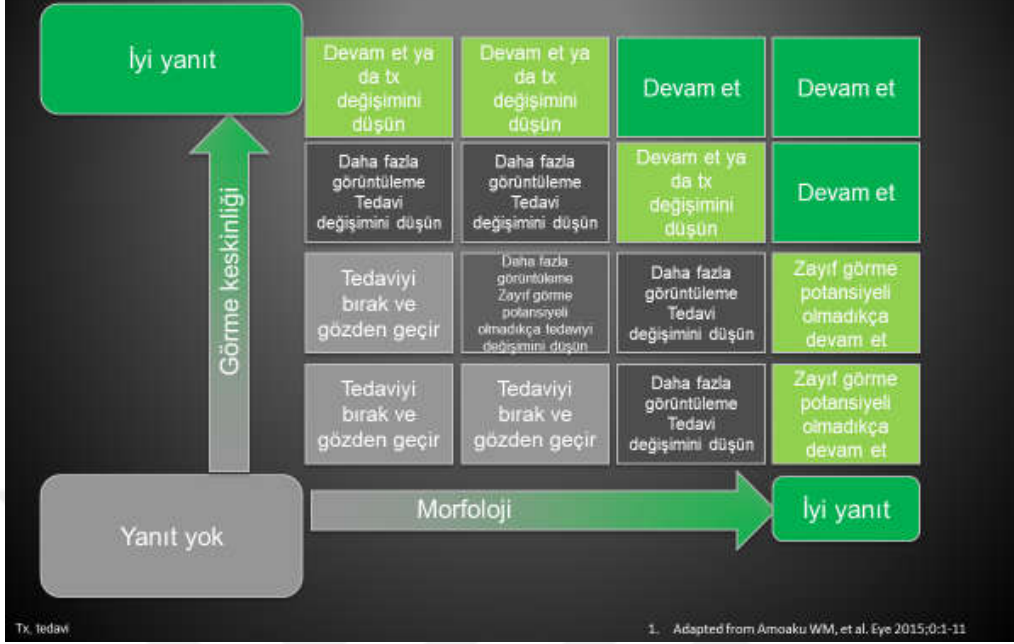 İyi yanıt
Devam et ya
da tx
değişimini
düşün
Devam et ya
da tx
değişimini
düşün
Devam et
Devam et
Daha fazla
görüntüleme
Tedavi
değişimini düşün
Daha fazla
görüntüleme
Tedavi
değişimini düşün
Devam et ya
da tx
değişimini
düşün
Devam et
Görme keskinliği
Tedaviyi
bırak ve
gözden geçir
Daha fazla
görüntüleme
Zayıf görme
potansiyeli
olmadıkça tedaviyi
değişimini düşün
Daha fazla
görüntüleme
Tedavi
değişimini düşün
Zayıf görme
potansiyeli
olmadıkça
devam et
Tedaviyi
bırak ve
gözden geçir
Tedaviyi
bırak ve
gözden geçir
Daha fazla
görüntüleme
Tedavi
değişimini düşün
Zayıf görme
potansiyeli
olmadıkça
devam et
Yanıt yok
Morfoloji
İyi yanıt
Tx, tedavi
1. Adapted from Amoaku WM, et al. Eye 2015;0:1-11